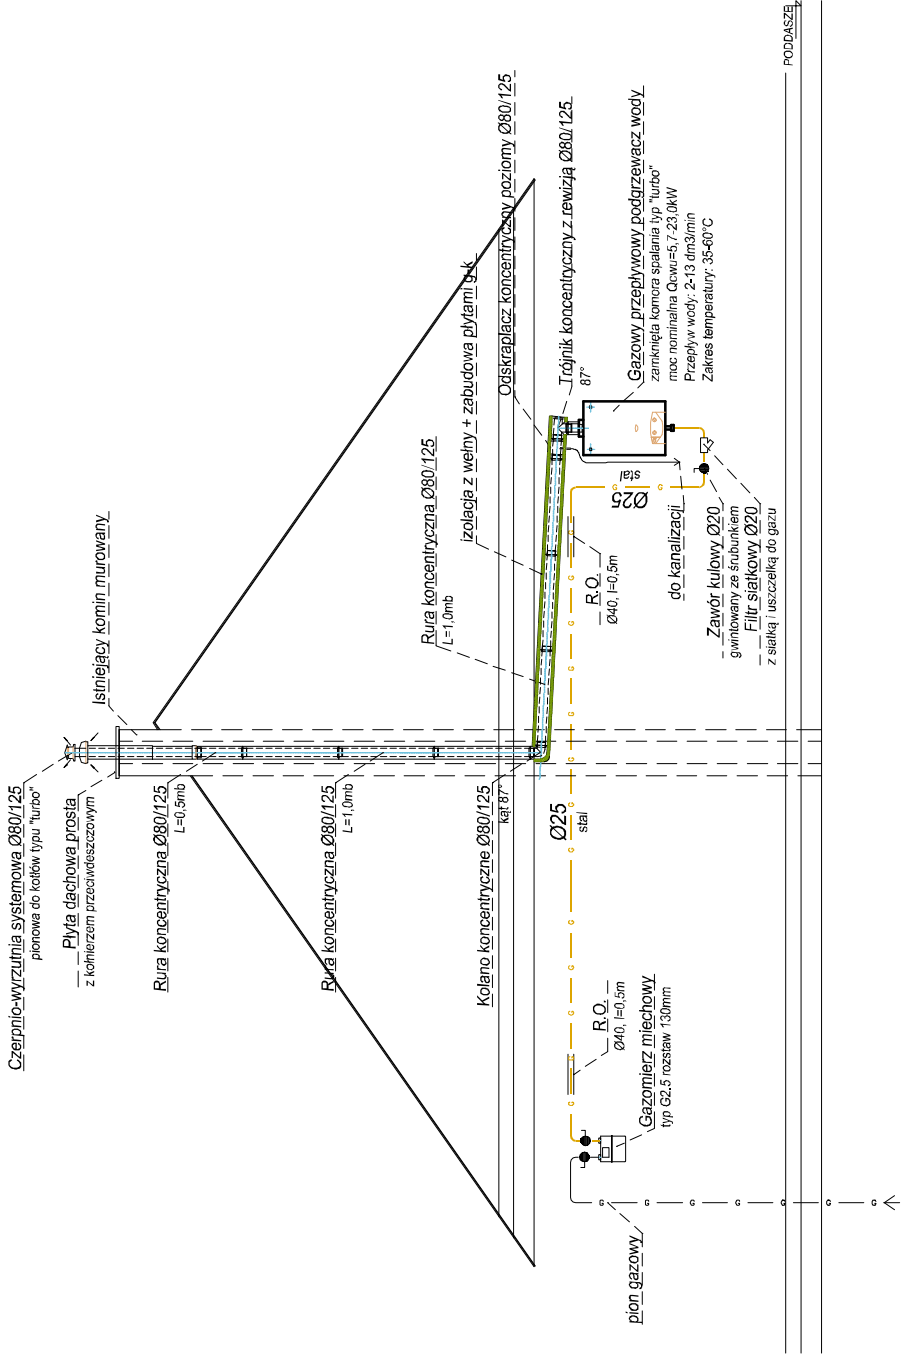 Czerpnio-wyrzutnia systemowa Ø80/125
pionowa do kotłów typu "turbo"
Płyta dachowa prosta
z kołnierzem przeciwdeszczowym
Istniejący komin murowany
Rura koncentryczna Ø80/125
L=0,5mb
Rura koncentryczna Ø80/125
L=1,0mb
Kolano koncentryczne Ø80/125
kąt 87°
Rura koncentryczna Ø80/125
L=1,0mb
izolacja z wełny + zabudowa płytami g-k
Odskraplacz koncentryczny poziomy Ø80/125
Trójnik koncentryczny z rewizją Ø80/125
87°
Gazowy przepływowy podgrzewacz wody
zamknięta komora spalania typ "turbo"
moc nominalna Qcwu=5,7-23,0kW
Przepływ wody: 2-13 dm3/min
Zakres temperatury: 35-60°C
PODDASZE
Ø25
stal
R.O.
Ø40, l=0,5m
do kanalizacji
Zawór kulowy Ø20
gwintowany ze śrubunkiem
Filtr siatkowy Ø20
z siatką i uszczelką do gazu
Ø25
stal
R.O.
Ø40, l=0,5m
Gazomierz miechowy
typ G2.5 rozstaw 130mm
pion gazowy
G G G G G G G G G G G G G G G G G G